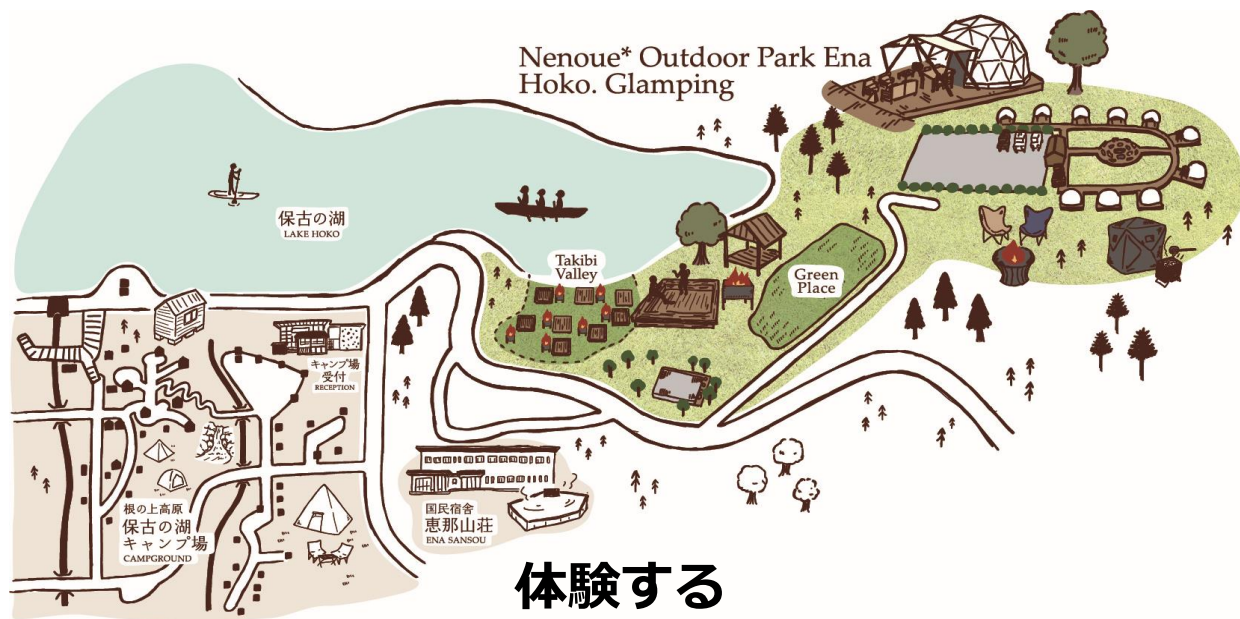 Nenoue* Outdoor Park Ena
Hoko. Glamping
保古の湖
LAKE HOKO
Takibi
Valley
Green
Place
キャンプ場
受付
RECEPTION
根の上高原
保古の湖
キャンプ場
CAMPGROUND
国民宿舎
恵那山荘
ENA SANSOU
体験する